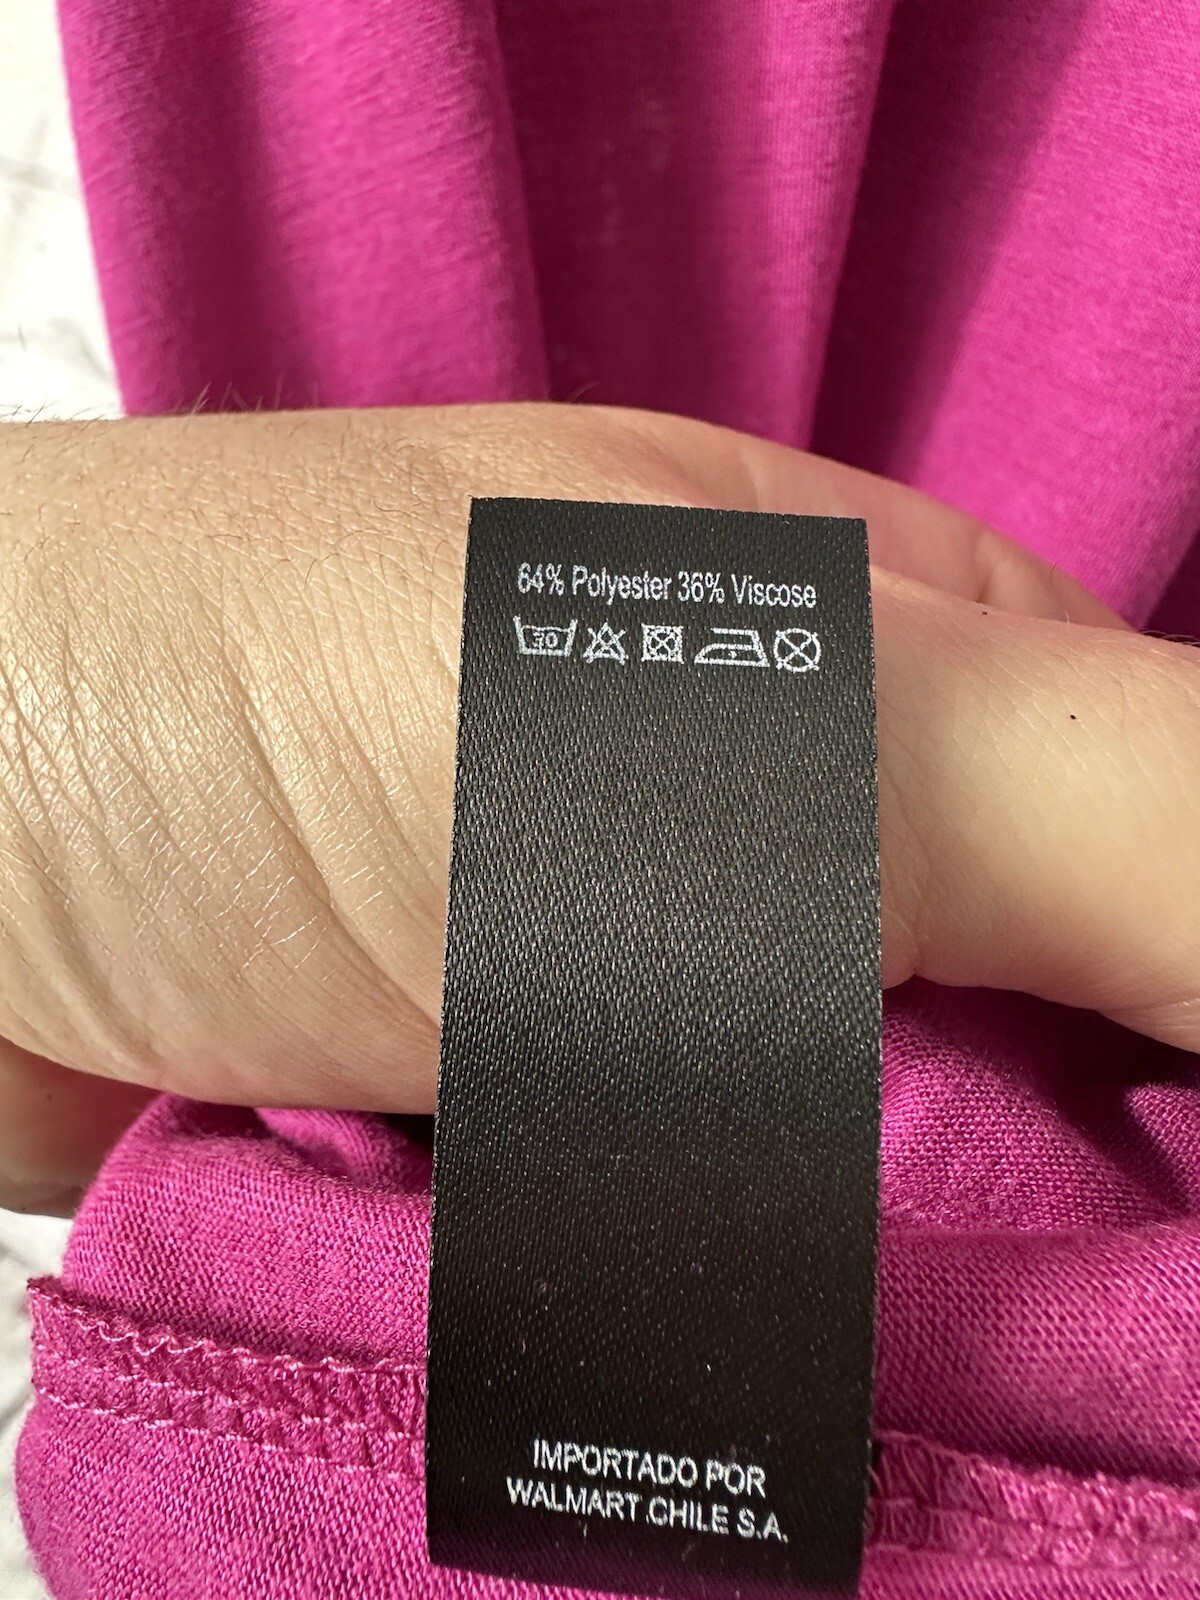 64% Polyester 36% Viscose
30
IMPORTADO POR
WALMART CHILE S.A.